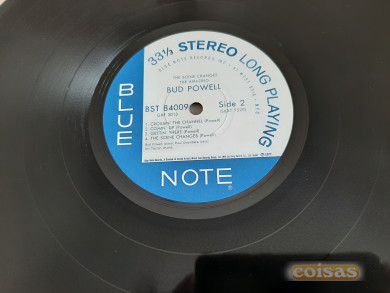 33⅓ STEREO LONG PLAYING
BLUE NOTE
THE SCENE CHANGES
THE AMAZING
BUD POWELL
BST 84009
Side 2
1. CROSSIN' THE CHANNEL (Powell)
2. COMIN' UP (Powell)
3. GETTIN' THERE (Powell)
4. THE SCENE CHANGES (Powell)
coisas